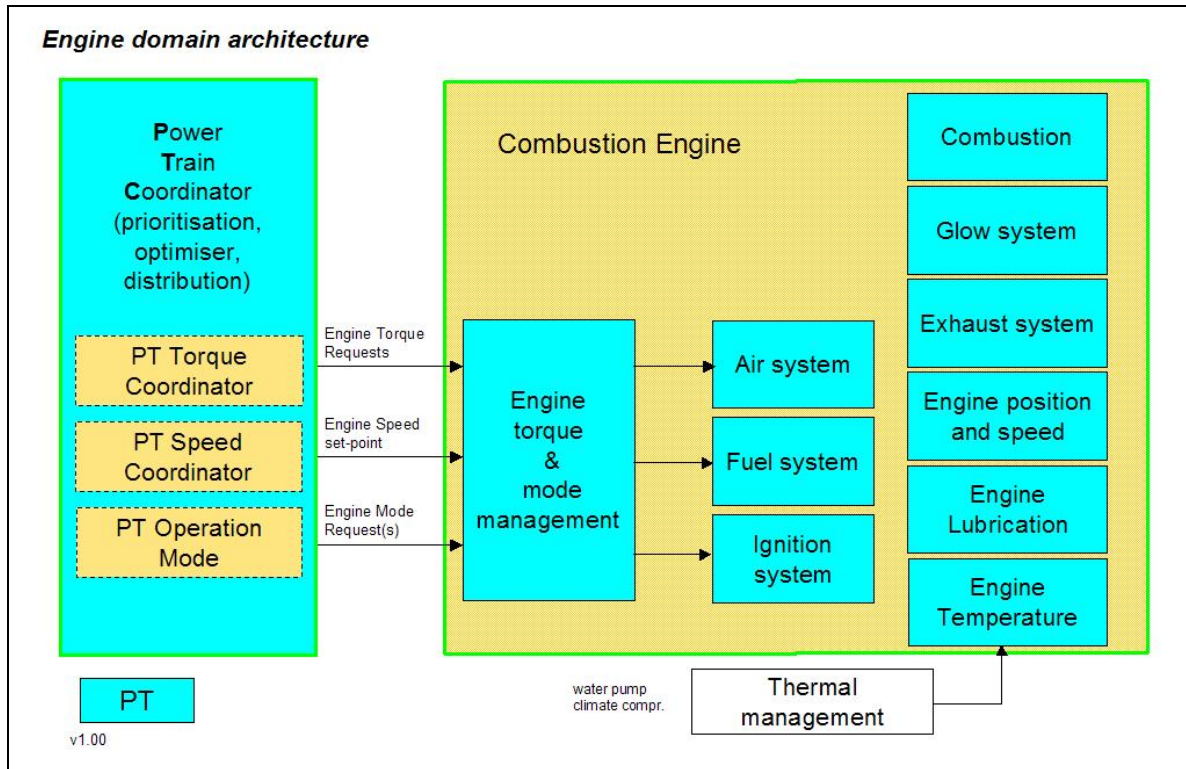 Engine domain architecture
Power
Train
Coordinator
(prioritisation,
optimiser,
distribution)
PT Torque
Coordinator
PT Speed
Coordinator
PT Operation
Mode
Engine Torque
Requests
Engine Speed
set-point
Engine Mode
Request(s)
Combustion Engine
Engine
torque
&
mode
management
Air system
Fuel system
Ignition
system
Combustion
Glow system
Exhaust system
Engine position
and speed
Engine
Lubrication
Engine
Temperature
water pump
climate compr.
Thermal
management
PT
v1.00